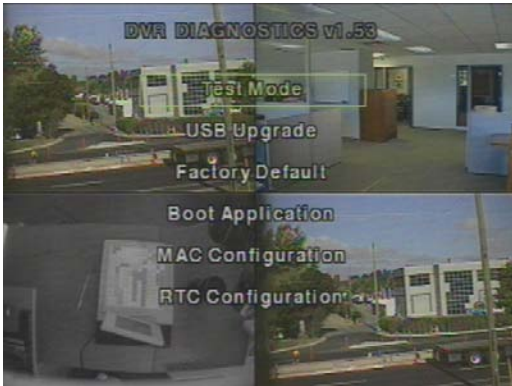 DVR DIAGNOSTICS v1.53
Test Mode
USB Upgrade
Factory Default
Boot Application
MAC Configuration
RTC Configuration